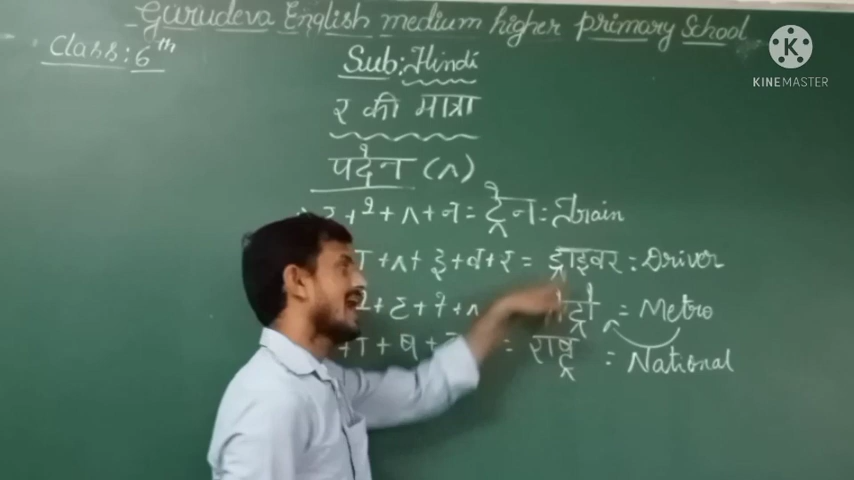 Gurudeva English medium higher primary School
Class: 6th
KINEMASTER
Sub: Hindi
र की मात्रा
पदेन (^)
+ े + ^ + न = ट्रेन = Train
ा + ^ + इ + व + र = ड्राइवर = Driver
= Metro
= राष्ट्र = National